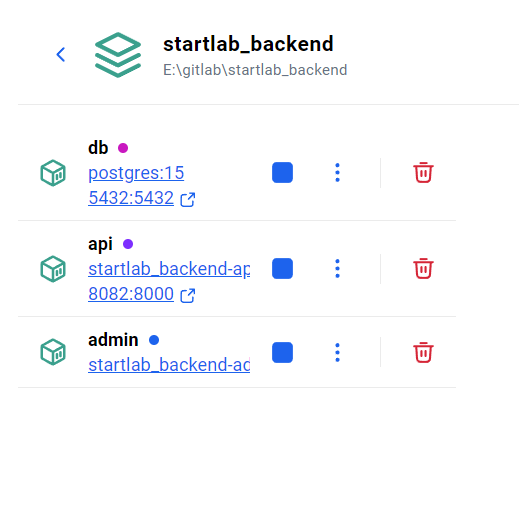 startlab_backend
E:\gitlab\startlab_backend
db
postgres:15
5432:5432
api
startlab_backend-ap
8082:8000
admin
startlab_backend-ad